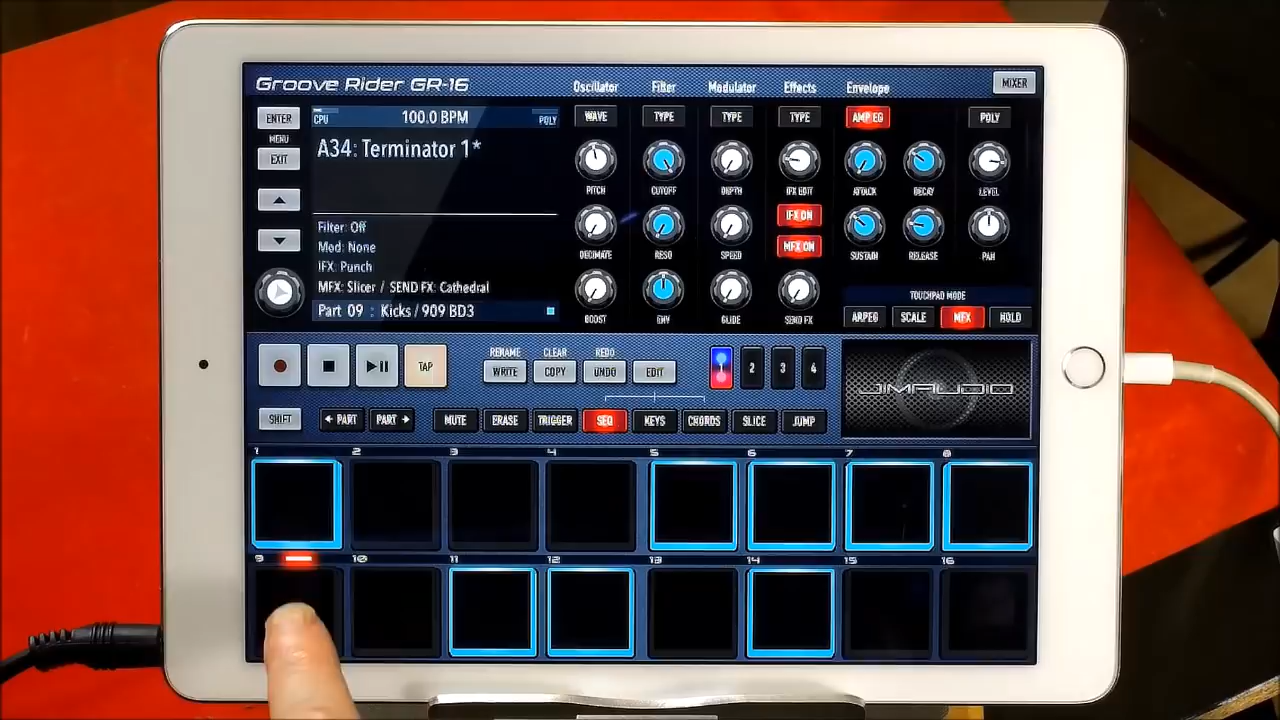 Groove Rider GR-16
Oscillator Filter Modulator Effects Envelope MIXER
ENTER
MENU
EXIT
CPU 100.0 BPM POLY
A34: Terminator 1*
Filter: Off
Mod: None
IFX: Punch
MFX: Slicer / SEND FX: Cathedral
Part 09 : Kicks / 909 BD3
WAVE TYPE TYPE TYPE AMP EG POLY
PITCH CUTOFF DEPTH IFX EDIT ATTACK DECAY LEVEL
IFX ON
MFX ON
DECIMATE RESO SPEED SUSTAIN RELEASE PAN
BOOST ENV GLIDE SEND FX
TOUCHPAD MODE
ARPEG SCALE MFX HOLD
TAP
RENAME CLEAR REDO
WRITE COPY UNDO EDIT
2 3 4
JIMAUDIO
SHIFT PART PART MUTE ERASE TRIGGER SEQ KEYS CHORDS SLICE JUMP
1 2 3 4 5 6 7 8
9 10 11 12 13 14 15 16